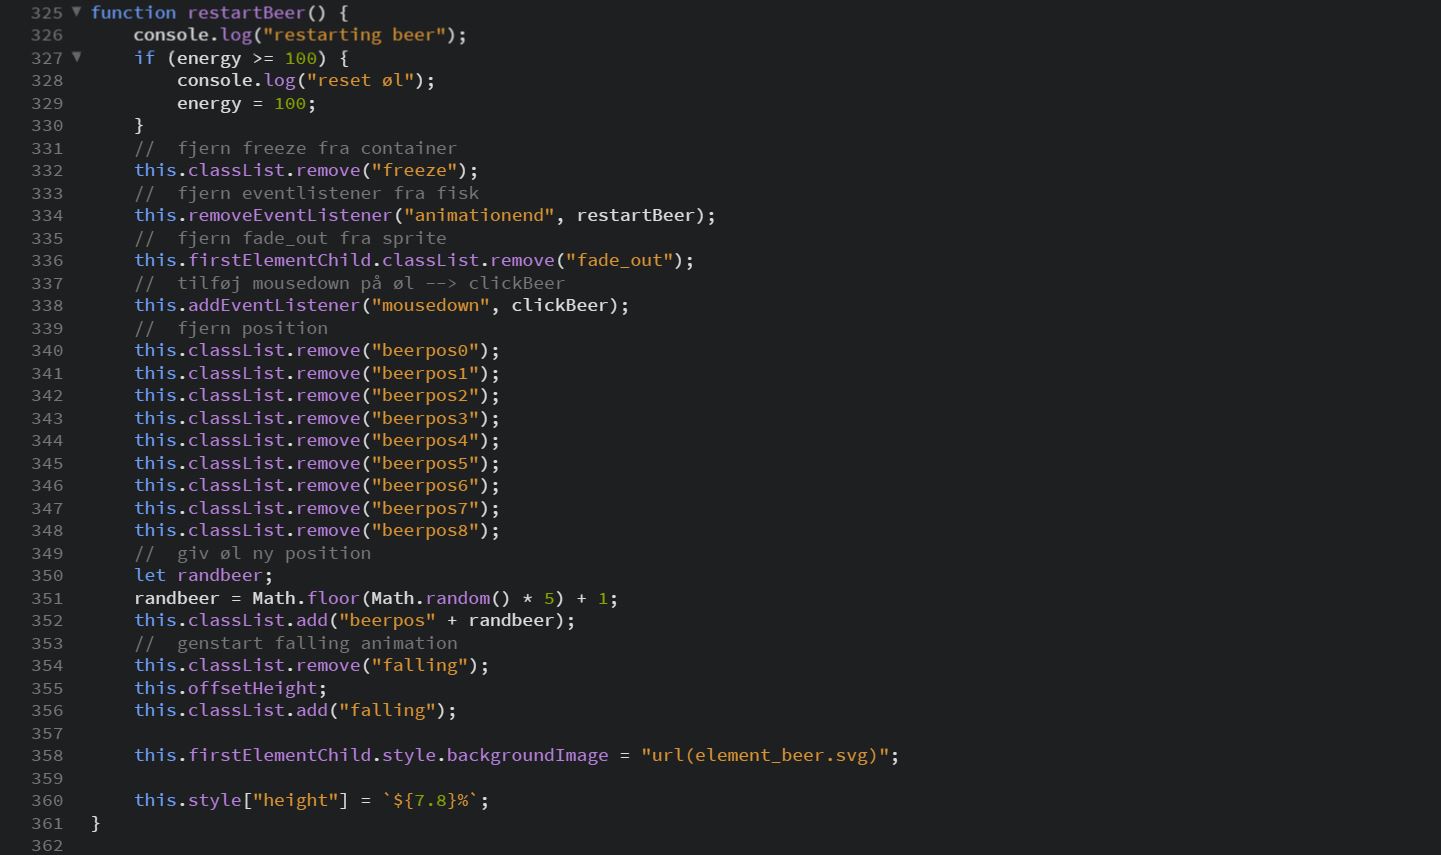 325 ▼ function restartBeer() {
326     console.log("restarting beer");
327 ▼     if (energy >= 100) {
328         console.log("reset øl");
329         energy = 100;
330     }
331     //  fjern freeze fra container
332     this.classList.remove("freeze");
333     //  fjern eventlistener fra fisk
334     this.removeEventListener("animationend", restartBeer);
335     //  fjern fade_out fra sprite
336     this.firstElementChild.classList.remove("fade_out");
337     //  tilføj mousedown på øl --> clickBeer
338     this.addEventListener("mousedown", clickBeer);
339     //  fjern position
340     this.classList.remove("beerpos0");
341     this.classList.remove("beerpos1");
342     this.classList.remove("beerpos2");
343     this.classList.remove("beerpos3");
344     this.classList.remove("beerpos4");
345     this.classList.remove("beerpos5");
346     this.classList.remove("beerpos6");
347     this.classList.remove("beerpos7");
348     this.classList.remove("beerpos8");
349     //  giv øl ny position
350     let randbeer;
351     randbeer = Math.floor(Math.random() * 5) + 1;
352     this.classList.add("beerpos" + randbeer);
353     //  genstart falling animation
354     this.classList.remove("falling");
355     this.offsetHeight;
356     this.classList.add("falling");
357
358     this.firstElementChild.style.backgroundImage = "url(element_beer.svg)";
359
360     this.style["height"] = `${7.8}%`;
361 }
362